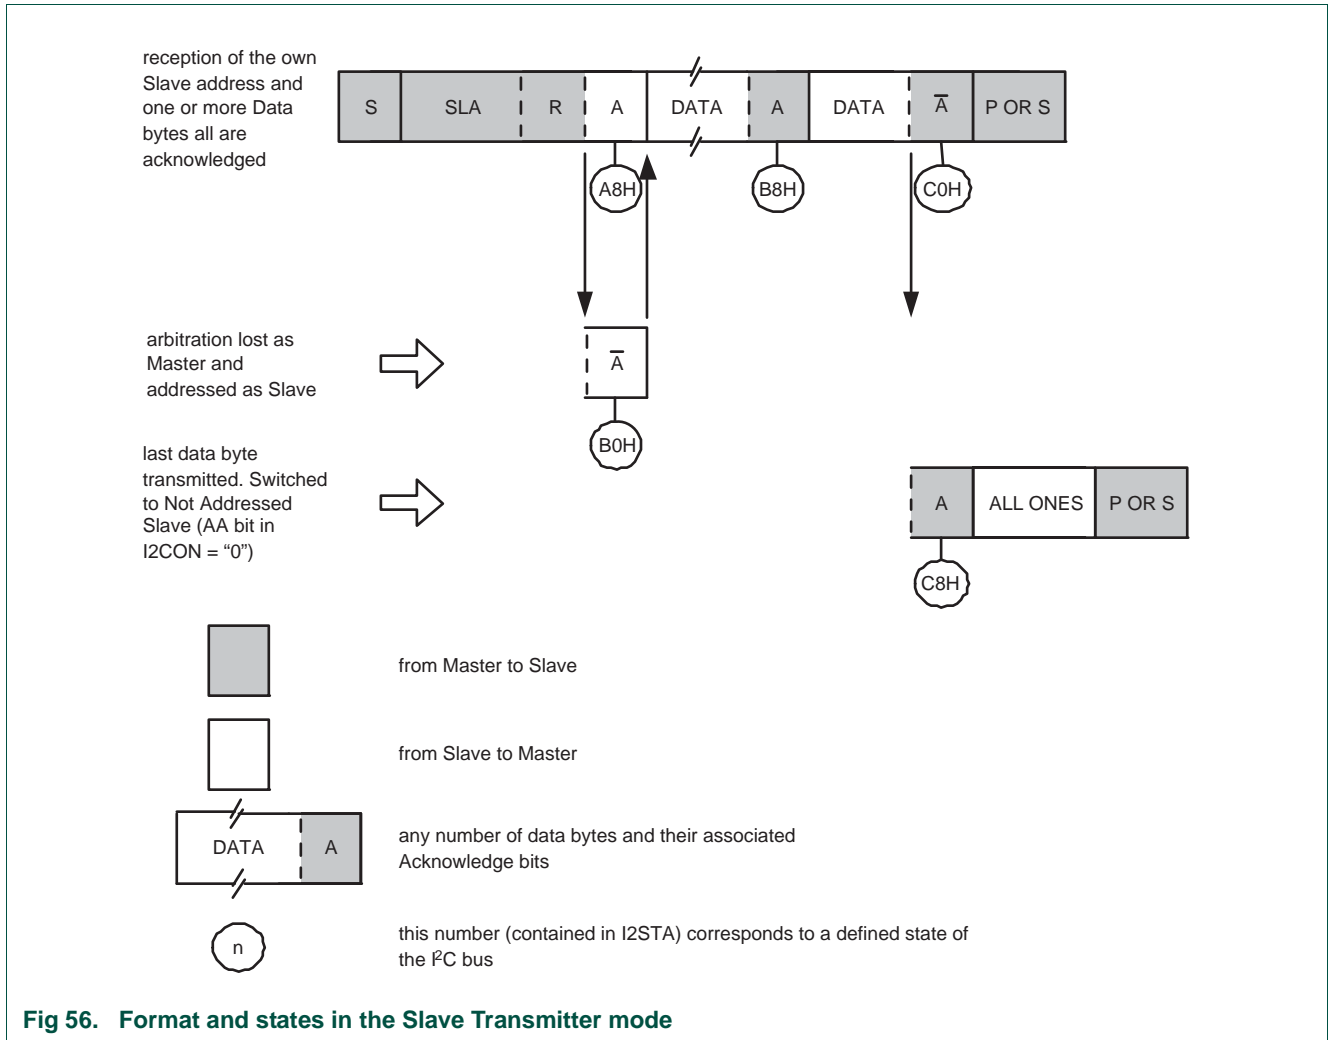 reception of the own
Slave address and
one or more Data
bytes all are
acknowledged
S SLA R A DATA A DATA A̅ P OR S
A8H B8H C0H
arbitration lost as
Master and
addressed as Slave
A̅
B0H
last data byte
transmitted. Switched
to Not Addressed
Slave (AA bit in
I2CON = “0”)
A ALL ONES P OR S
C8H
from Master to Slave
from Slave to Master
DATA A
any number of data bytes and their associated
Acknowledge bits
n
this number (contained in I2STA) corresponds to a defined state of
the I²C bus
Fig 56. Format and states in the Slave Transmitter mode